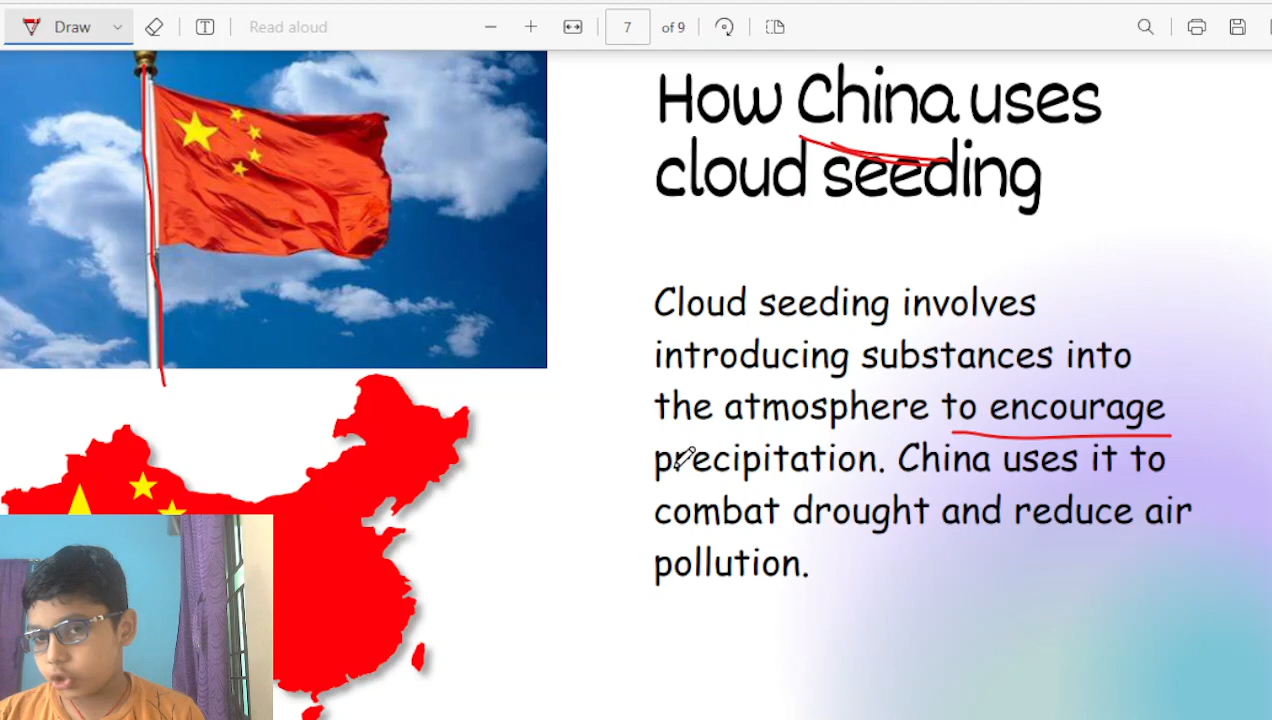 Draw
Read aloud
7
of 9
How China uses
cloud seeding
Cloud seeding involves
introducing substances into
the atmosphere to encourage
precipitation. China uses it to
combat drought and reduce air
pollution.